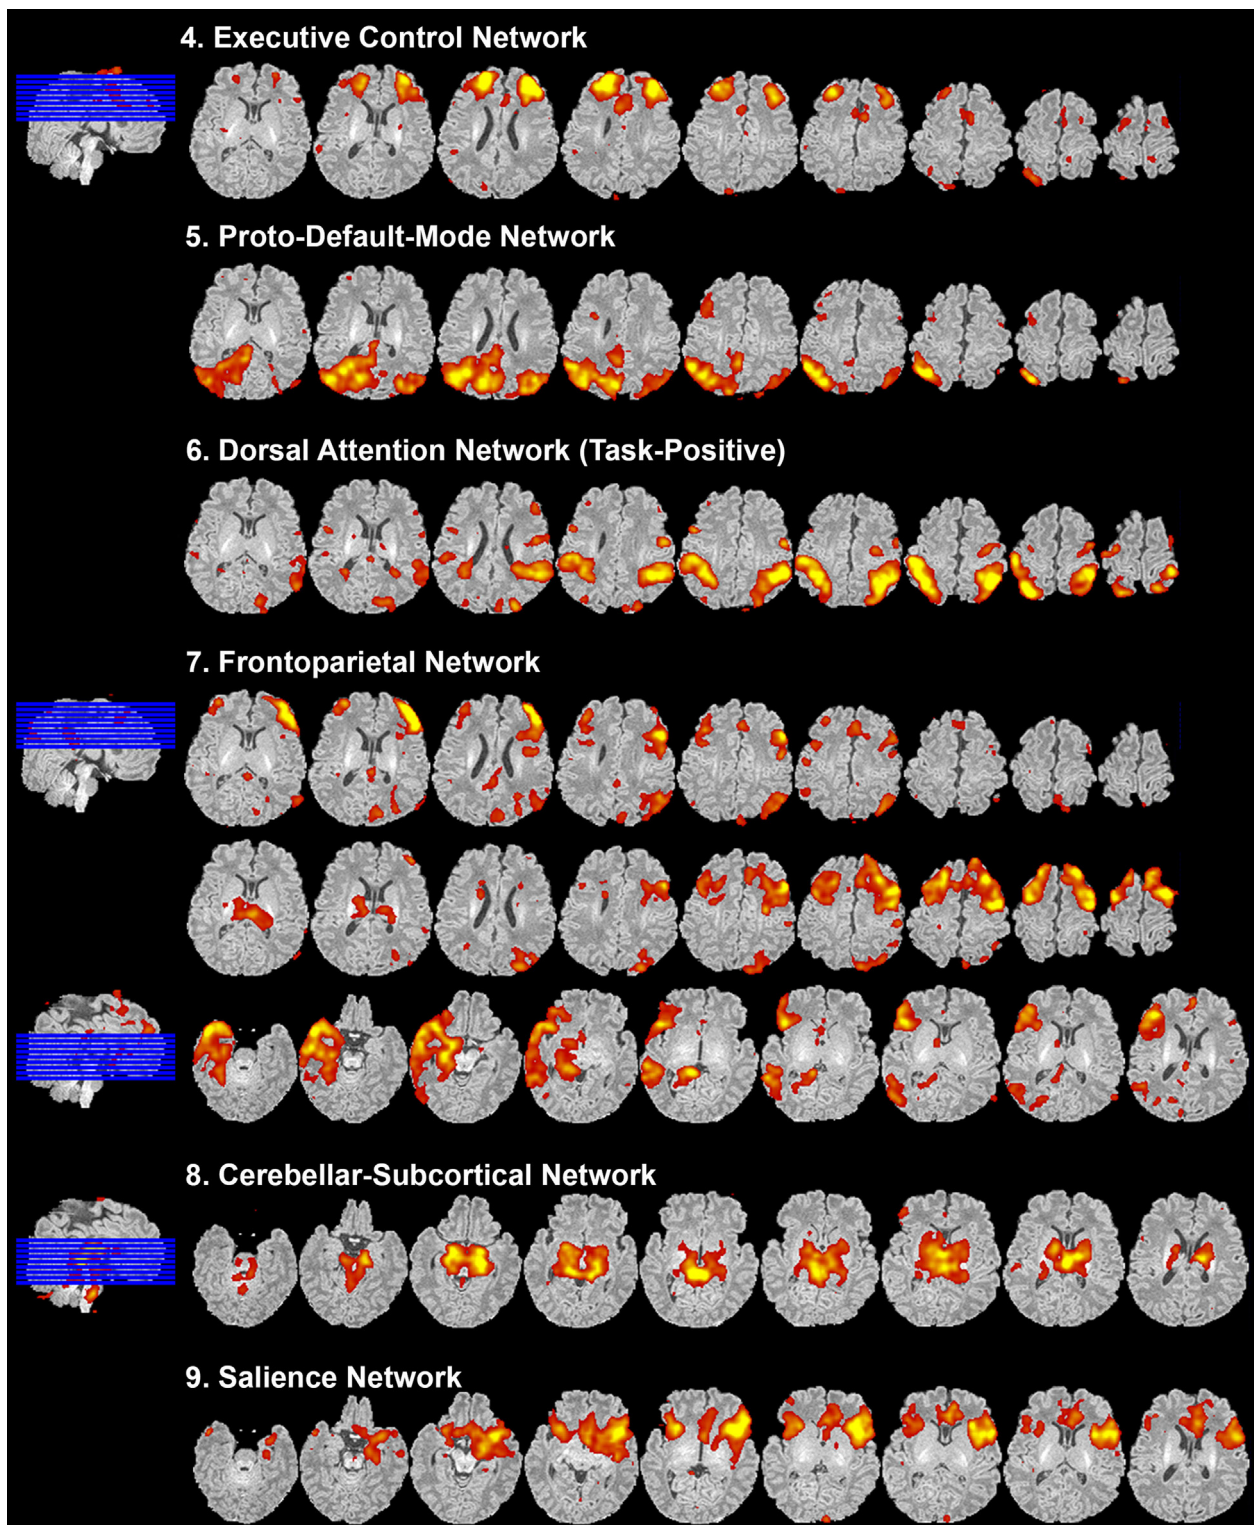 4. Executive Control Network
5. Proto-Default-Mode Network
6. Dorsal Attention Network (Task-Positive)
7. Frontoparietal Network
8. Cerebellar-Subcortical Network
9. Salience Network